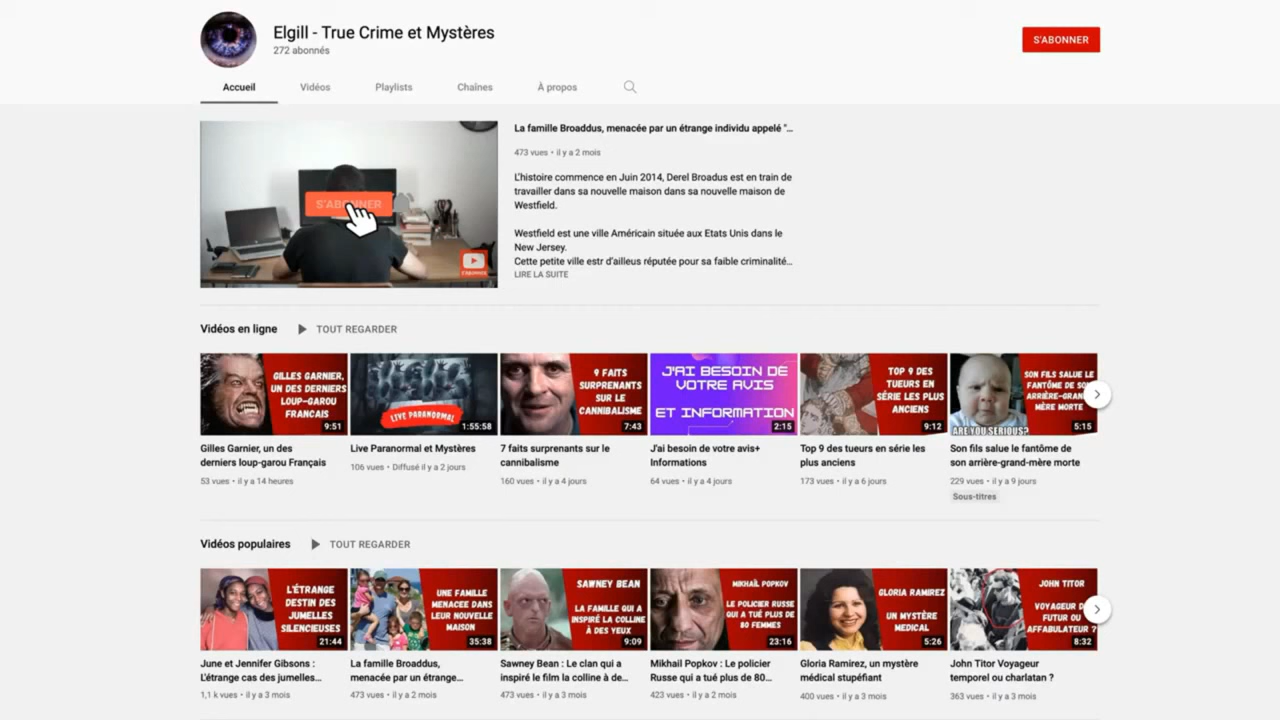 Elgill - True Crime et Mystères
272 abonnés
S'ABONNER
Accueil
Vidéos
Playlists
Chaînes
À propos
S'ABONNER
S'ABONNER
La famille Broaddus, menacée par un étrange individu appelé "...
473 vues • il y a 2 mois
L'histoire commence en Juin 2014, Derel Broadus est en train de
travailler dans sa nouvelle maison dans sa nouvelle maison de
Westfield.
Westfield est une ville Américain située aux Etats Unis dans le
New Jersey.
Cette petite ville estr d'ailleus réputée pour sa faible criminalité...
LIRE LA SUITE
Vidéos en ligne
TOUT REGARDER
GILLES GARNIER,
UN DES DERNIERS
LOUP-GAROU
FRANCAIS
9:51
LIVE PARANORMAL
1:55:58
9 FAITS
SURPRENANTS
SUR LE
CANNIBALISME
7:43
J'AI BESOIN DE
VOTRE AVIS
ET INFORMATION
2:15
TOP 9 DES
TUEURS EN
SÉRIE LES PLUS
ANCIENS
9:12
SON FILS SALUE LE
FANTÔME DE SON
ARRIÈRE-GRAND-
MÈRE MORTE
ARE YOU SERIOUS?
5:15
Gilles Garnier, un des
derniers loup-garou Français
53 vues • il y a 14 heures
Live Paranormal et Mystères
106 vues • Diffusé il y a 2 jours
7 faits surprenants sur le
cannibalisme
160 vues • il y a 4 jours
J'ai besoin de votre avis+
Informations
64 vues • il y a 4 jours
Top 9 des tueurs en série les
plus anciens
173 vues • il y a 6 jours
Son fils salue le fantôme de
son arrière-grand-mère morte
229 vues • il y a 9 jours
Sous-titres
Vidéos populaires
TOUT REGARDER
L'ÉTRANGE
DESTIN DES
JUMELLES
SILENCIEUSES
21:44
UNE FAMILLE
MENACEE DANS
LEUR NOUVELLE
MAISON
35:38
SAWNEY BEAN
LA FAMILLE QUI A
INSPIRÉ LA COLLINE
À DES YEUX
9:09
MIKHAÏL POPKOV
LE POLICIER RUSSE
QUI A TUÉ PLUS DE
80 FEMMES
23:16
GLORIA RAMIREZ
UN MYSTÈRE
MEDICAL
5:26
JOHN TITOR
VOYAGEUR DU
FUTUR OU
AFFABULATEUR ?
8:32
June et Jennifer Gibsons :
L'étrange cas des jumelles...
1,1 k vues • il y a 3 mois
La famille Broaddus,
menacée par un étrange...
473 vues • il y a 2 mois
Sawney Bean : Le clan qui a
inspiré le film la colline à de...
473 vues • il y a 3 mois
Mikhail Popkov : Le policier
Russe qui a tué plus de 80...
423 vues • il y a 2 mois
Gloria Ramirez, un mystère
médical stupéfiant
400 vues • il y a 3 mois
John Titor Voyageur
temporel ou charlatan ?
363 vues • il y a 3 mois